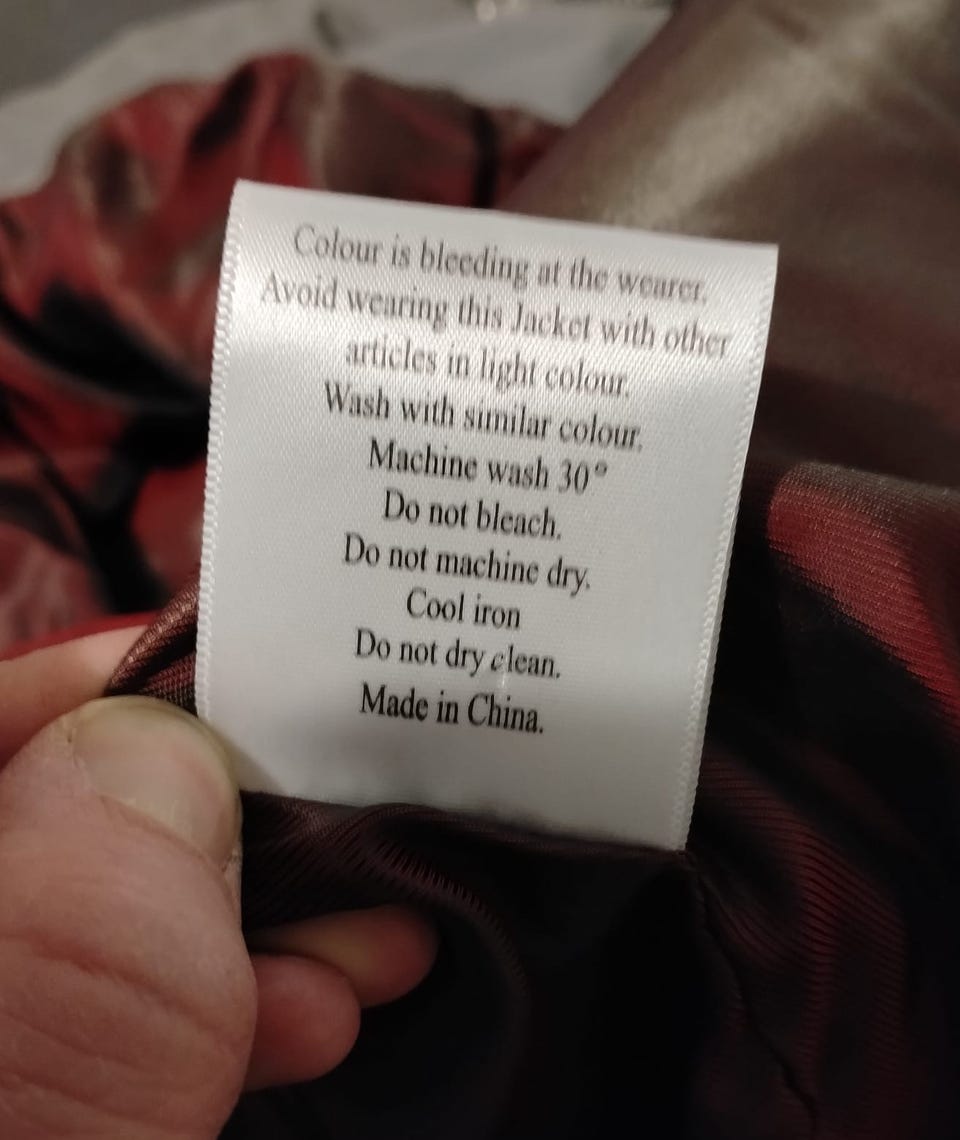 Colour is bleeding at the wearer.
Avoid wearing this Jacket with other
articles in light colour.
Wash with similar colour.
Machine wash 30°
Do not bleach.
Do not machine dry.
Cool iron
Do not dry clean.
Made in China.